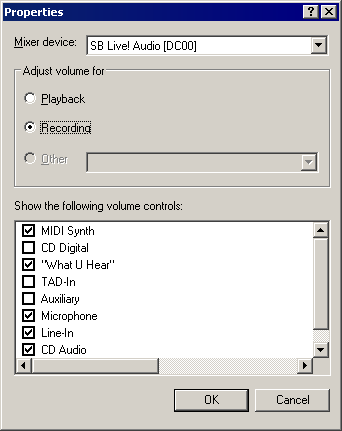 Properties
Mixer device: SB Live! Audio [DC00]
Adjust volume for
Playback
Recording
Other
Show the following volume controls:
MIDI Synth
CD Digital
"What U Hear"
TAD-In
Auxiliary
Microphone
Line-In
CD Audio
OK Cancel